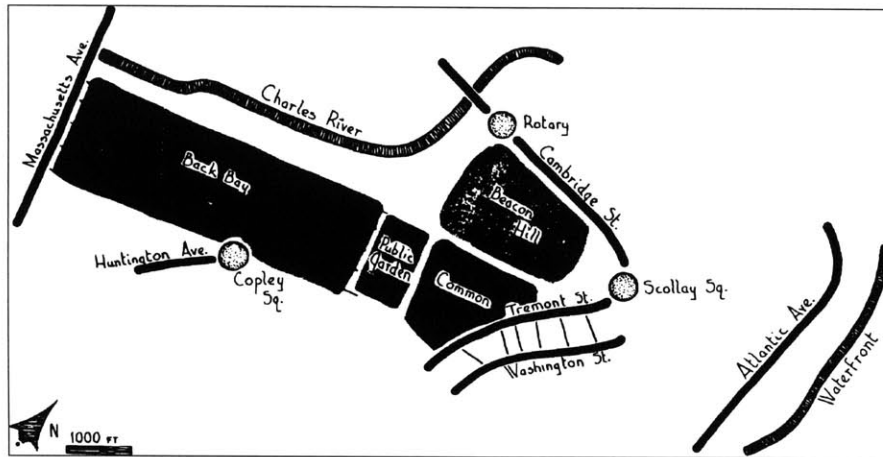 Massachusetts Ave.
Charles River
Rotary
Back Bay
Cambridge St.
Beacon
Hill
Public
Garden
Huntington Ave.
Copley
Sq.
Common
Tremont St.
Scollay Sq.
Washington St.
Atlantic Ave.
Waterfront
N
1000 FT